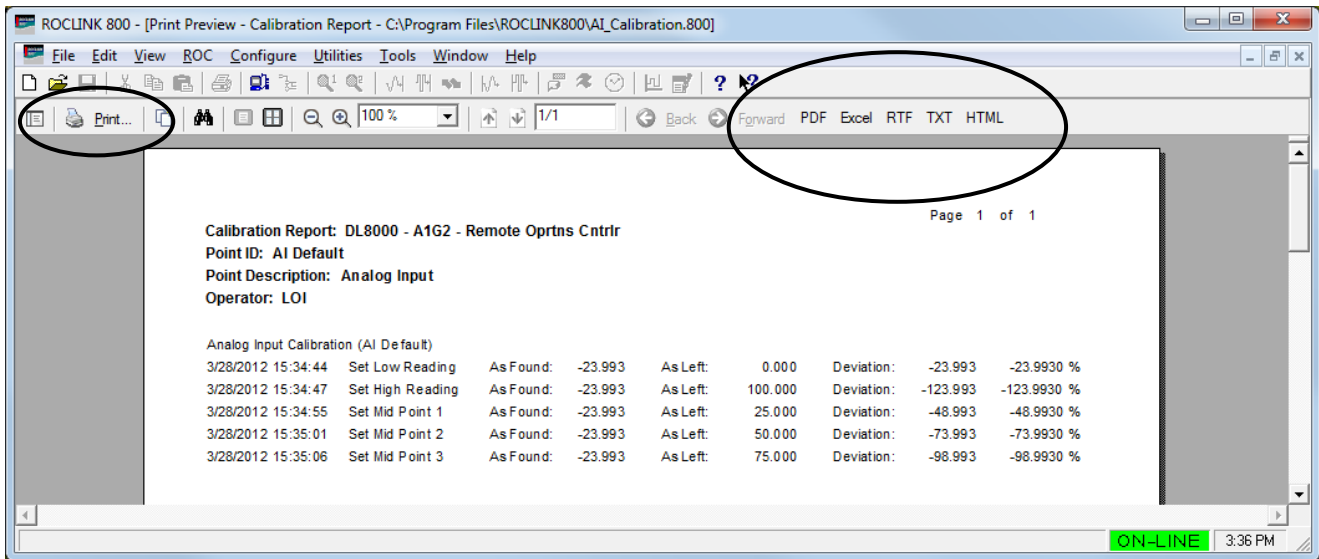 ROCLINK 800 - [Print Preview - Calibration Report - C:\Program Files\ROCLINK800\AI_Calibration.800]
File Edit View ROC Configure Utilities Tools Window Help
Print... 100 % 1/1 Back Forward PDF Excel RTF TXT HTML
Page 1 of 1
Calibration Report: DL8000 - A1G2 - Remote Oprtns Cntrlr
Point ID: AI Default
Point Description: Analog Input
Operator: LOI
Analog Input Calibration (AI Default)
3/28/2012 15:34:44 Set Low Reading As Found: -23.993 As Left: 0.000 Deviation: -23.993 -23.9930 %
3/28/2012 15:34:47 Set High Reading As Found: -23.993 As Left: 100.000 Deviation: -123.993 -123.9930 %
3/28/2012 15:34:55 Set Mid Point 1 As Found: -23.993 As Left: 25.000 Deviation: -48.993 -48.9930 %
3/28/2012 15:35:01 Set Mid Point 2 As Found: -23.993 As Left: 50.000 Deviation: -73.993 -73.9930 %
3/28/2012 15:35:06 Set Mid Point 3 As Found: -23.993 As Left: 75.000 Deviation: -98.993 -98.9930 %
ON-LINE 3:36 PM